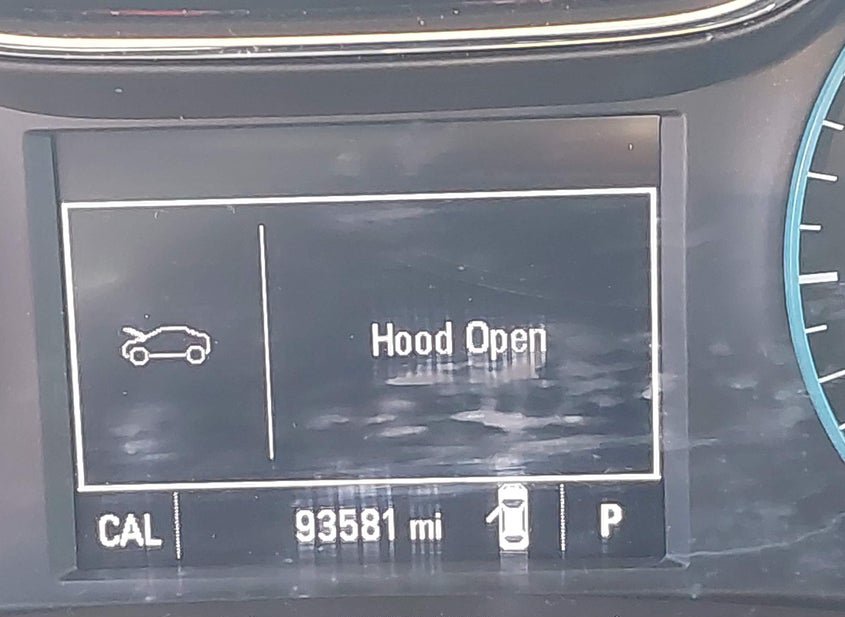 Hood Open
CAL 93581 mi P